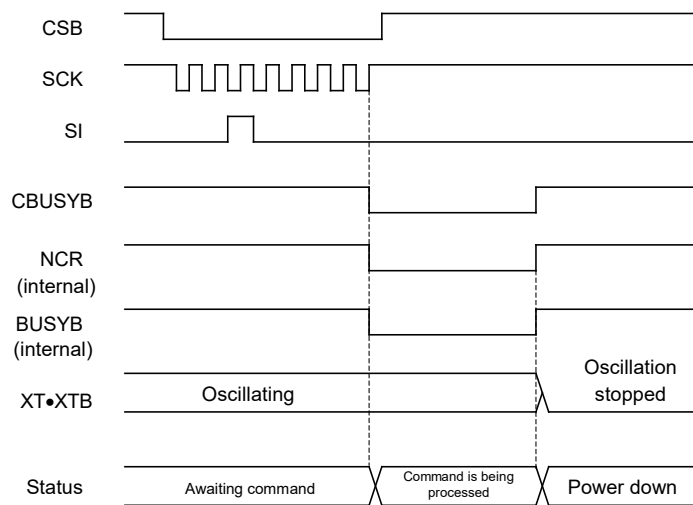 CSB
SCK
SI
CBUSYB
NCR
(internal)
BUSYB
(internal)
XT•XTB
Oscillating
Oscillation
stopped
Status
Awaiting command
Command is being
processed
Power down